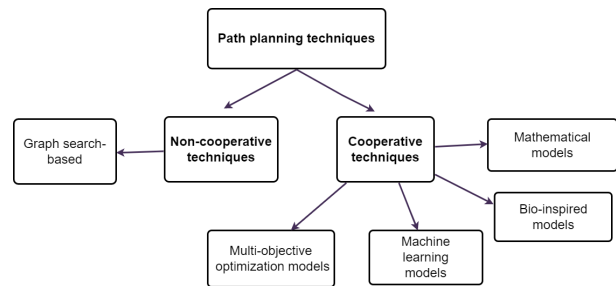 Path planning techniques
Non-cooperative
techniques
Cooperative
techniques
Graph search-
based
Mathematical
models
Bio-inspired
models
Multi-objective
optimization models
Machine
learning
models